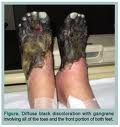 Figure. Diffuse black discoloration with gangrene
involving all of the toes and the front portion of both feet.